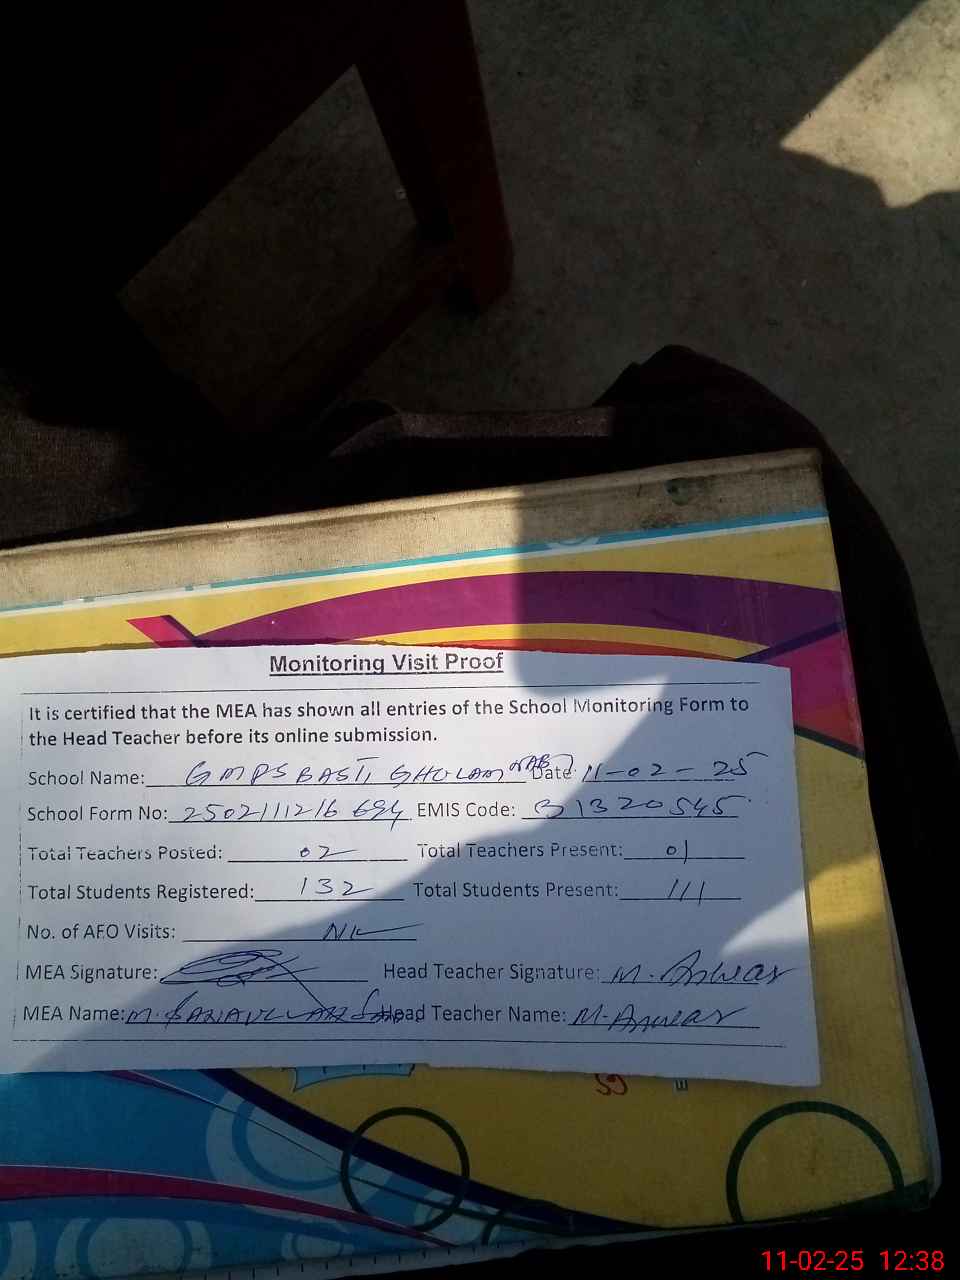 Monitoring Visit Proof
It is certified that the MEA has shown all entries of the School Monitoring Form to
the Head Teacher before its online submission.
School Name: GMPS BASTI GHOLAM NABI Date: 11-02-25
School Form No: 2502111216 694 EMIS Code: 31320545
Total Teachers Posted: 02 Total Teachers Present: 01
Total Students Registered: 132 Total Students Present: 111
No. of AEO Visits: NIL
MEA Signature: Head Teacher Signature: M. Anwar
MEA Name: M. SANAULLAH Head Teacher Name: M. Anwar
11-02-25 12:38